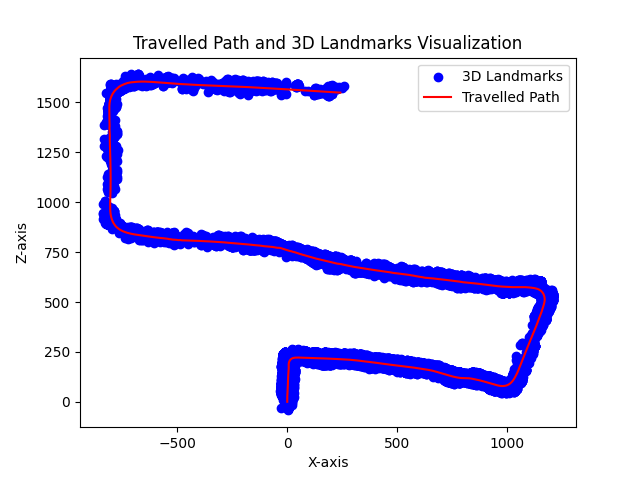 Travelled Path and 3D Landmarks Visualization
3D Landmarks
Travelled Path
1500
1250
1000
750
500
250
0
Z-axis
−500
0
500
1000
X-axis